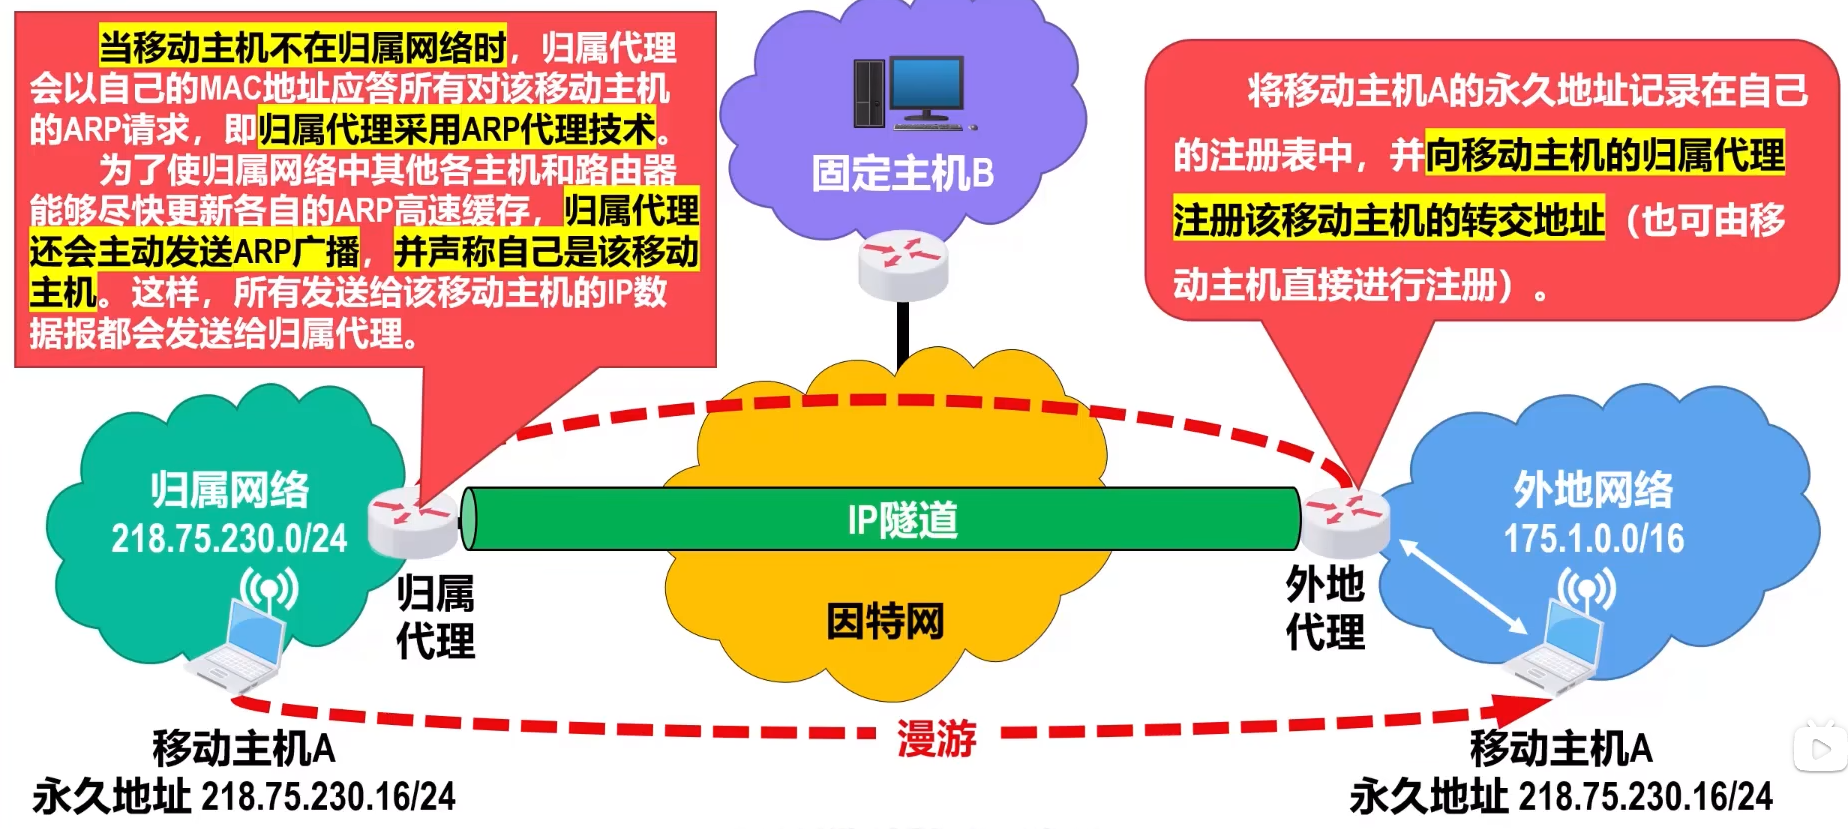 当移动主机不在归属网络时，归属代理
会以自己的MAC地址应答所有对该移动主机
的ARP请求，即归属代理采用ARP代理技术。
为了使归属网络中其他各主机和路由器
能够尽快更新各自的ARP高速缓存，归属代理
还会主动发送ARP广播，并声称自己是该移动
主机。这样，所有发送给该移动主机的IP数
据报都会发送给归属代理。
固定主机B
将移动主机A的永久地址记录在自己
的注册表中，并向移动主机的归属代理
注册该移动主机的转交地址（也可由移
动主机直接进行注册）。
归属网络
218.75.230.0/24
归属
代理
IP隧道
因特网
外地
代理
外地网络
175.1.0.0/16
漫游
移动主机A
永久地址 218.75.230.16/24
移动主机A
永久地址 218.75.230.16/24